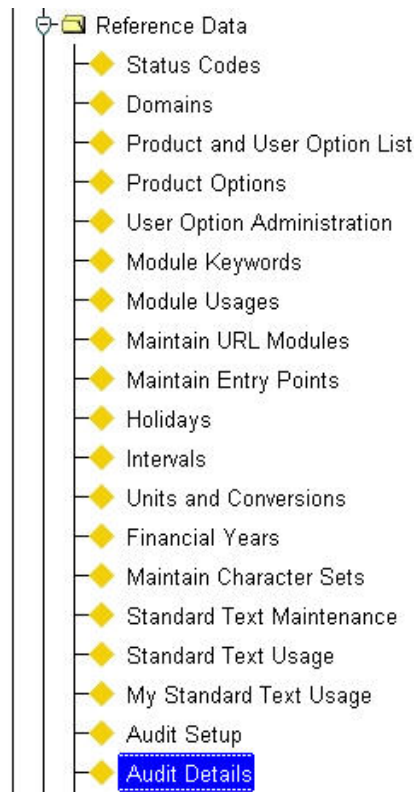 Reference Data
Status Codes
Domains
Product and User Option List
Product Options
User Option Administration
Module Keywords
Module Usages
Maintain URL Modules
Maintain Entry Points
Holidays
Intervals
Units and Conversions
Financial Years
Maintain Character Sets
Standard Text Maintenance
Standard Text Usage
My Standard Text Usage
Audit Setup
Audit Details